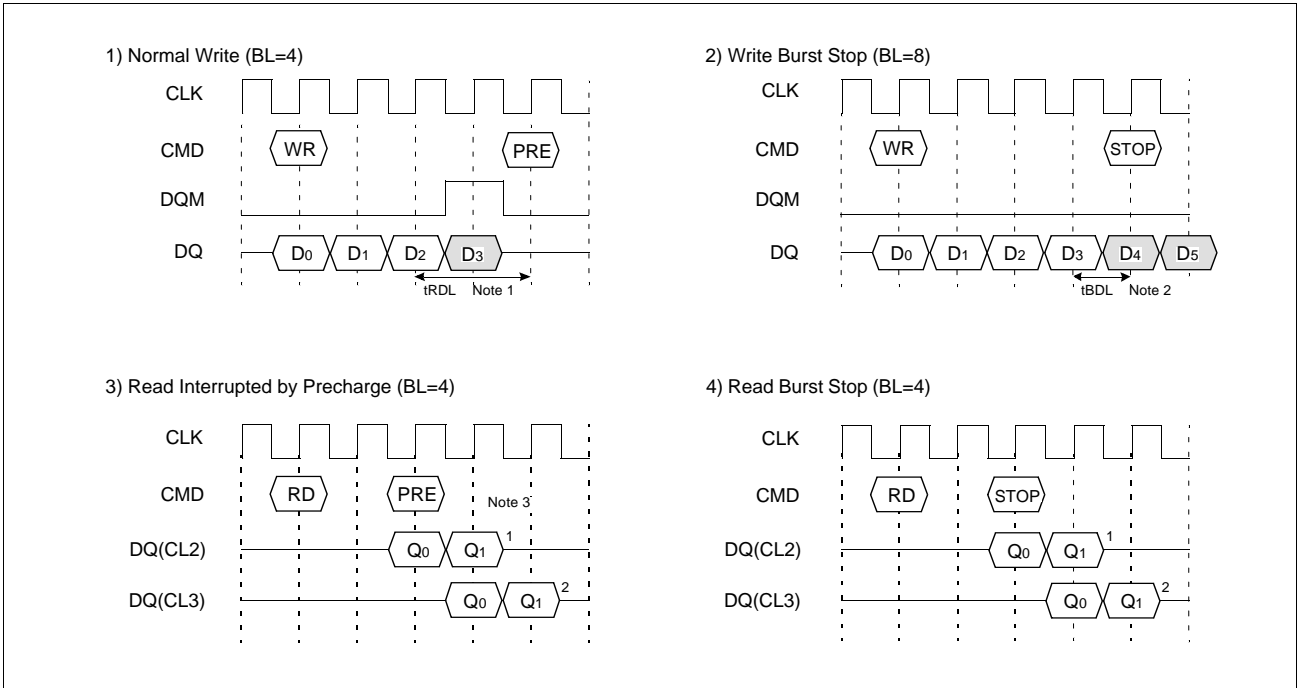 1) Normal Write (BL=4)
CLK
CMD WR PRE
DQM
DQ D0 D1 D2 D3
tRDL Note 1
2) Write Burst Stop (BL=8)
CLK
CMD WR STOP
DQM
DQ D0 D1 D2 D3 D4 D5
tBDL Note 2
3) Read Interrupted by Precharge (BL=4)
CLK
CMD RD PRE Note 3
DQ(CL2) Q0 Q1 1
DQ(CL3) Q0 Q1 2
4) Read Burst Stop (BL=4)
CLK
CMD RD STOP
DQ(CL2) Q0 Q1 1
DQ(CL3) Q0 Q1 2